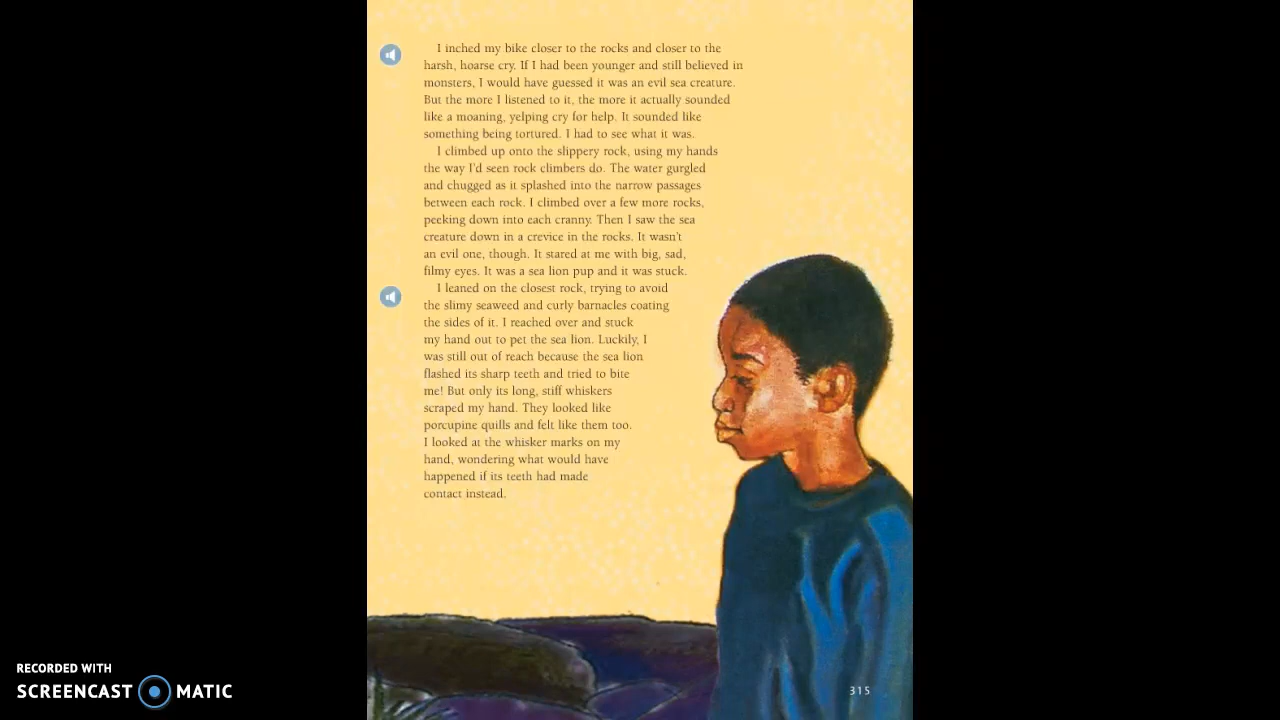 I inched my bike closer to the rocks and closer to the
harsh, hoarse cry. If I had been younger and still believed in
monsters, I would have guessed it was an evil sea creature.
But the more I listened to it, the more it actually sounded
like a moaning, yelping cry for help. It sounded like
something being tortured. I had to see what it was.
I climbed up onto the slippery rock, using my hands
the way I'd seen rock climbers do. The water gurgled
and chugged as it splashed into the narrow passages
between each rock. I climbed over a few more rocks,
peeking down into each cranny. Then I saw the sea
creature down in a crevice in the rocks. It wasn't
an evil one, though. It stared at me with big, sad,
filmy eyes. It was a sea lion pup and it was stuck.
I leaned on the closest rock, trying to avoid
the slimy seaweed and curly barnacles coating
the sides of it. I reached over and stuck
my hand out to pet the sea lion. Luckily, I
was still out of reach because the sea lion
flashed its sharp teeth and tried to bite
me! But only its long, stiff whiskers
scraped my hand. They looked like
porcupine quills and felt like them too.
I looked at the whisker marks on my
hand, wondering what would have
happened if its teeth had made
contact instead.
315
RECORDED WITH
SCREENCAST MATIC